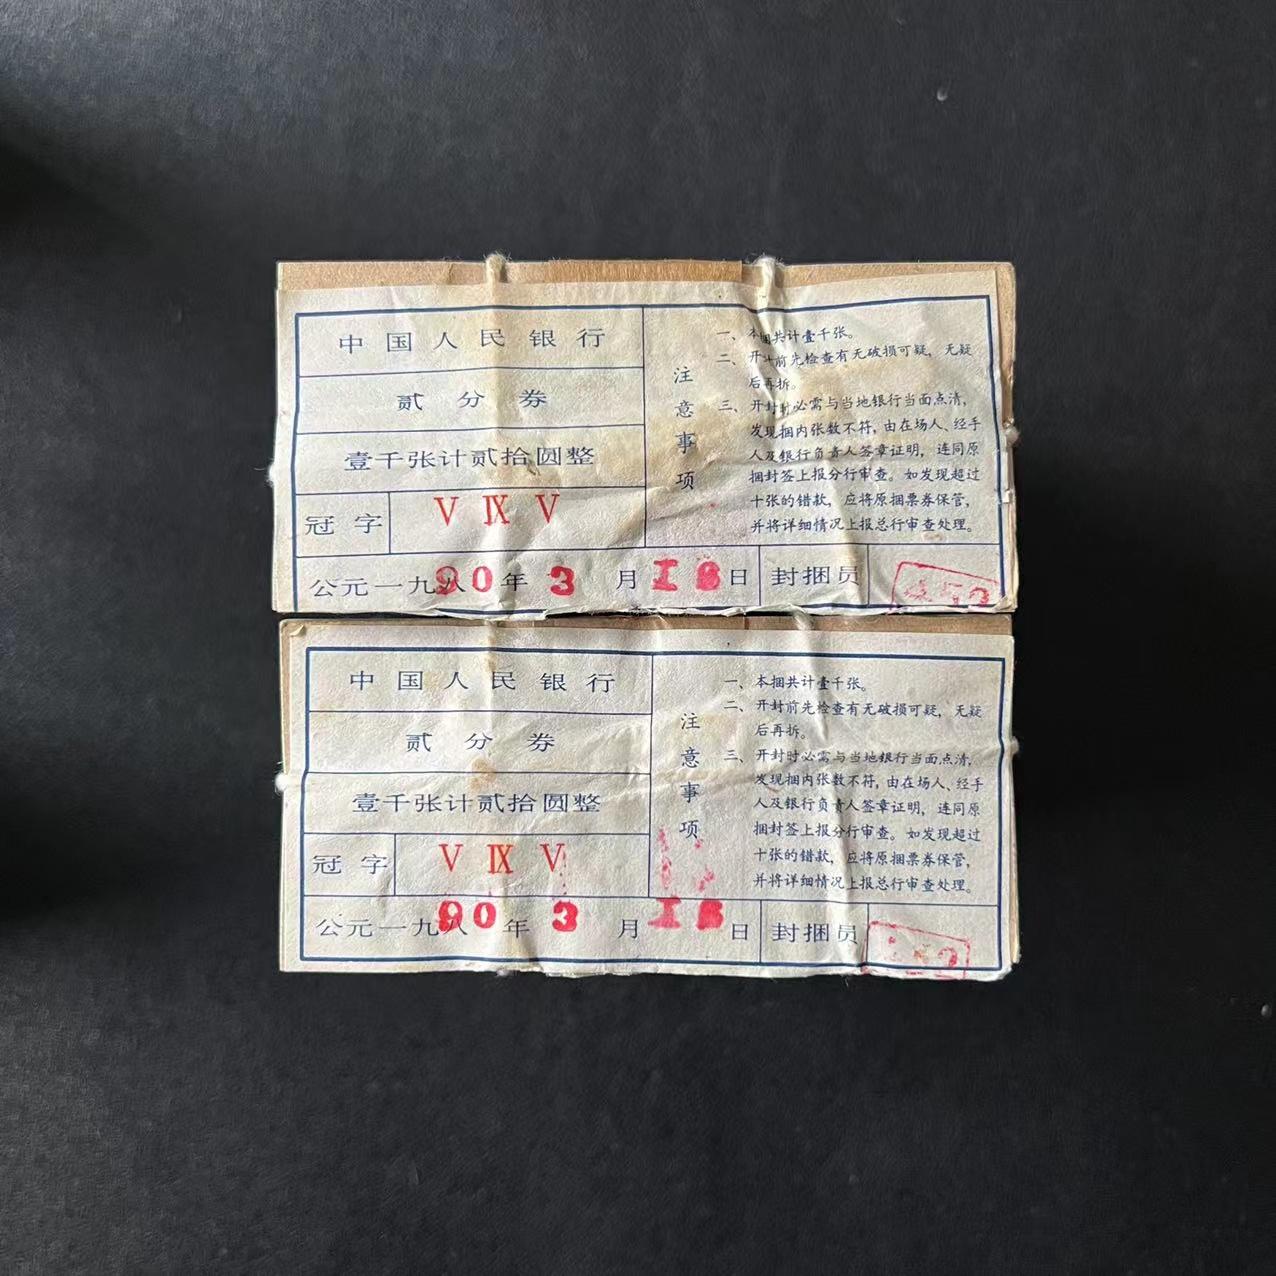 中国人民银行
贰分券
壹千张计贰拾圆整
冠字 V IX V
公元一九八90年 3 月 18 日 封捆员
注意事项
一、本捆共计壹千张。
二、开封前先检查有无破损可疑,无疑
后再拆。
三、开封时必需与当地银行当面点清,
发现捆内张数不符,由在场人、经手
人及银行负责人签章证明,连同原
捆封签上报分行审查。如发现超过
十张的错款,应将原捆票券保管,
并将详细情况上报总行审查处理。
中国人民银行
贰分券
壹千张计贰拾圆整
冠字 V IX V
公元一九八90年 3 月 18 日 封捆员
注意事项
一、本捆共计壹千张。
二、开封前先检查有无破损可疑,无疑
后再拆。
三、开封时必需与当地银行当面点清,
发现捆内张数不符,由在场人、经手
人及银行负责人签章证明,连同原
捆封签上报分行审查。如发现超过
十张的错款,应将原捆票券保管,
并将详细情况上报总行审查处理。